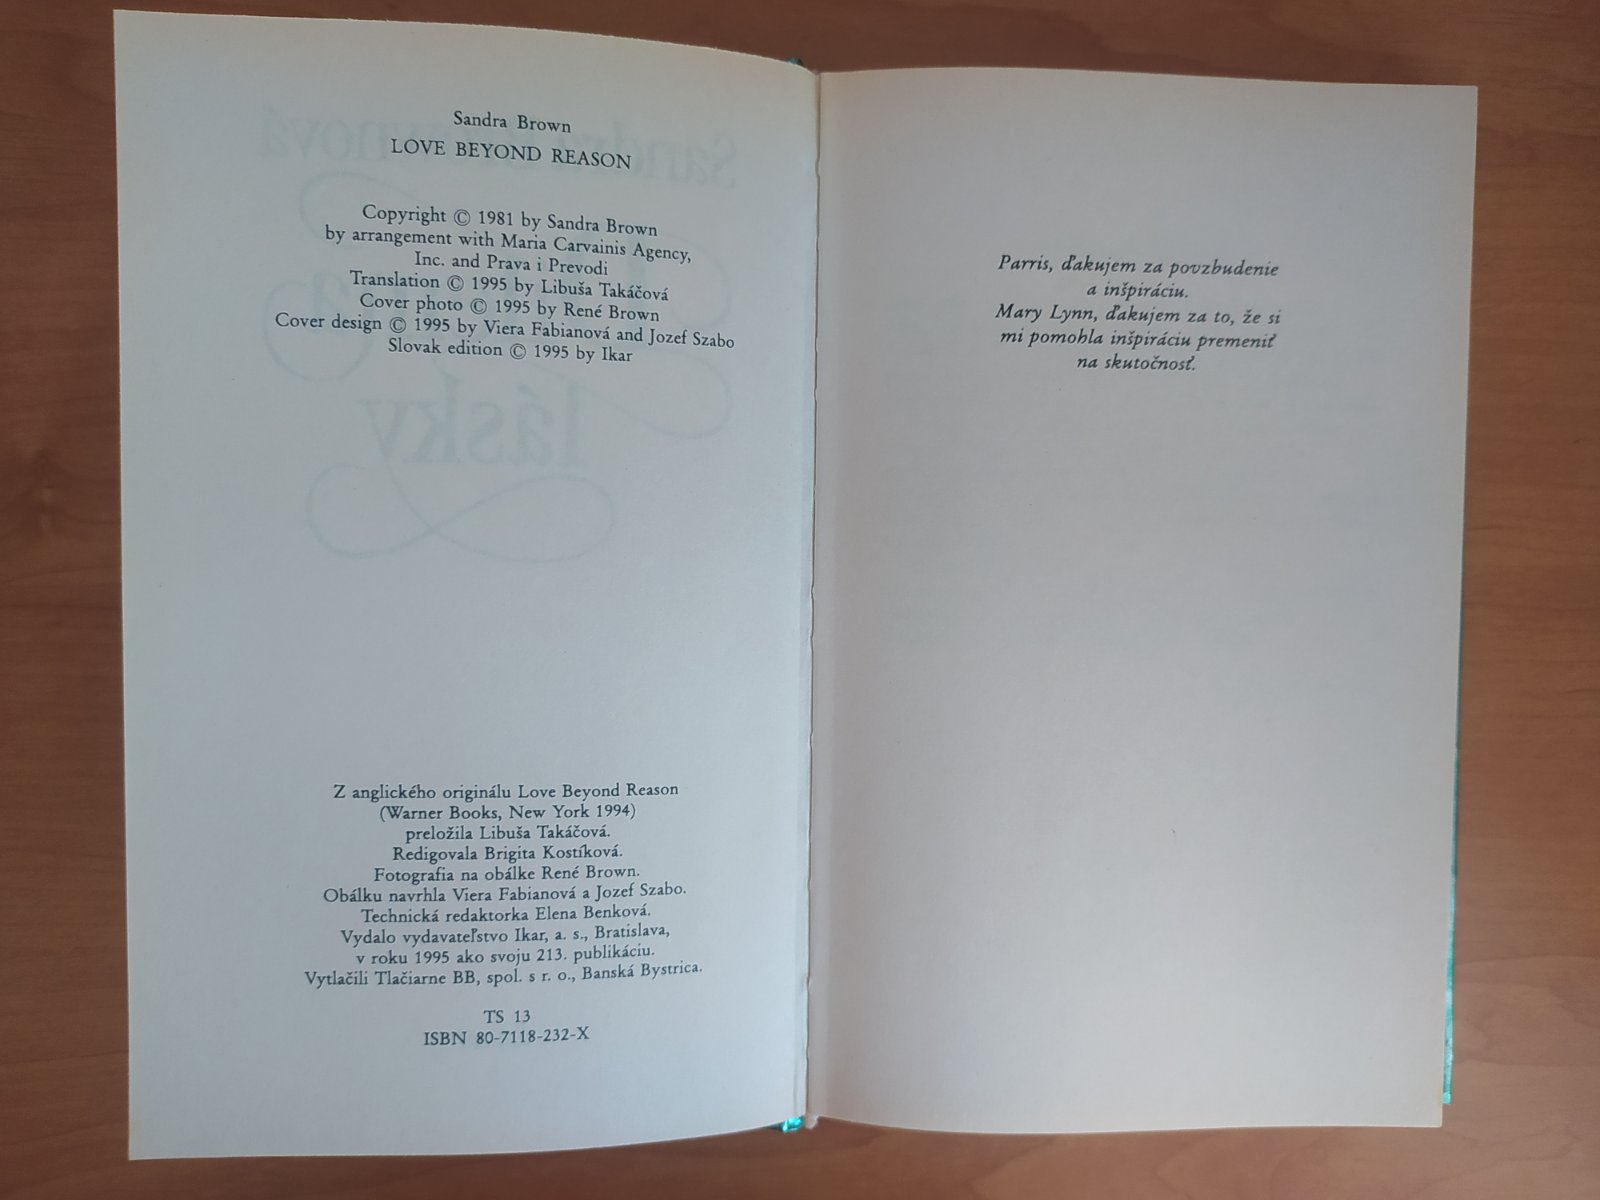 Sandra Brown
LOVE BEYOND REASON
Copyright © 1981 by Sandra Brown
by arrangement with Maria Carvainis Agency,
Inc. and Prava i Prevodi
Translation © 1995 by Libuša Takáčová
Cover photo © 1995 by René Brown
Cover design © 1995 by Viera Fabianová and Jozef Szabo
Slovak edition © 1995 by Ikar
Z anglického originálu Love Beyond Reason
(Warner Books, New York 1994)
preložila Libuša Takáčová.
Redigovala Brigita Kostíková.
Fotografia na obálke René Brown.
Obálku navrhla Viera Fabianová a Jozef Szabo.
Technická redaktorka Elena Benková.
Vydalo vydavateľstvo Ikar, a. s., Bratislava,
v roku 1995 ako svoju 213. publikáciu.
Vytlačili Tlačiarne BB, spol. s r. o., Banská Bystrica.
TS 13
ISBN 80-7118-232-X
Parris, ďakujem za povzbudenie
a inšpiráciu.
Mary Lynn, ďakujem za to, že si
mi pomohla inšpiráciu premeniť
na skutočnosť.